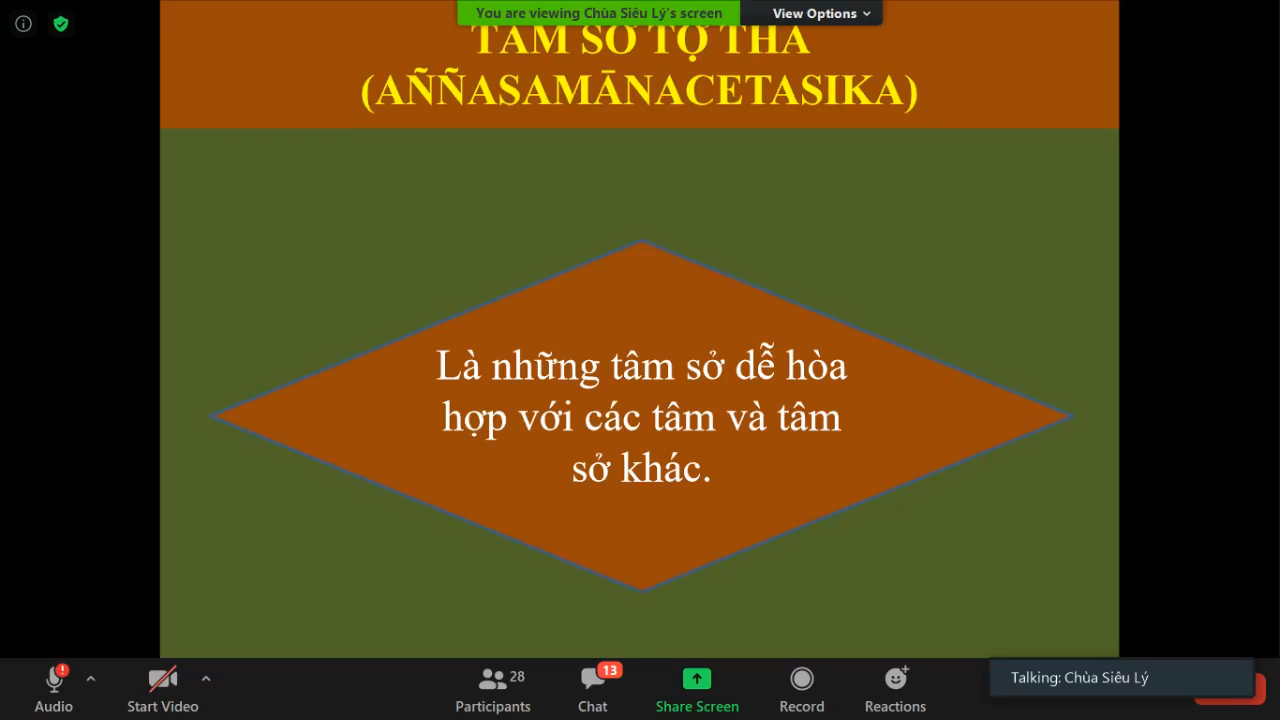 You are viewing Chùa Siêu Lý's screen
View Options
TÂM SỞ TỢ THA
(AÑÑASAMĀNACETASIKA)
Là những tâm sở dễ hòa
hợp với các tâm và tâm
sở khác.
Talking: Chùa Siêu Lý
Audio
Start Video
Participants
28
Chat
13
Share Screen
Record
Reactions